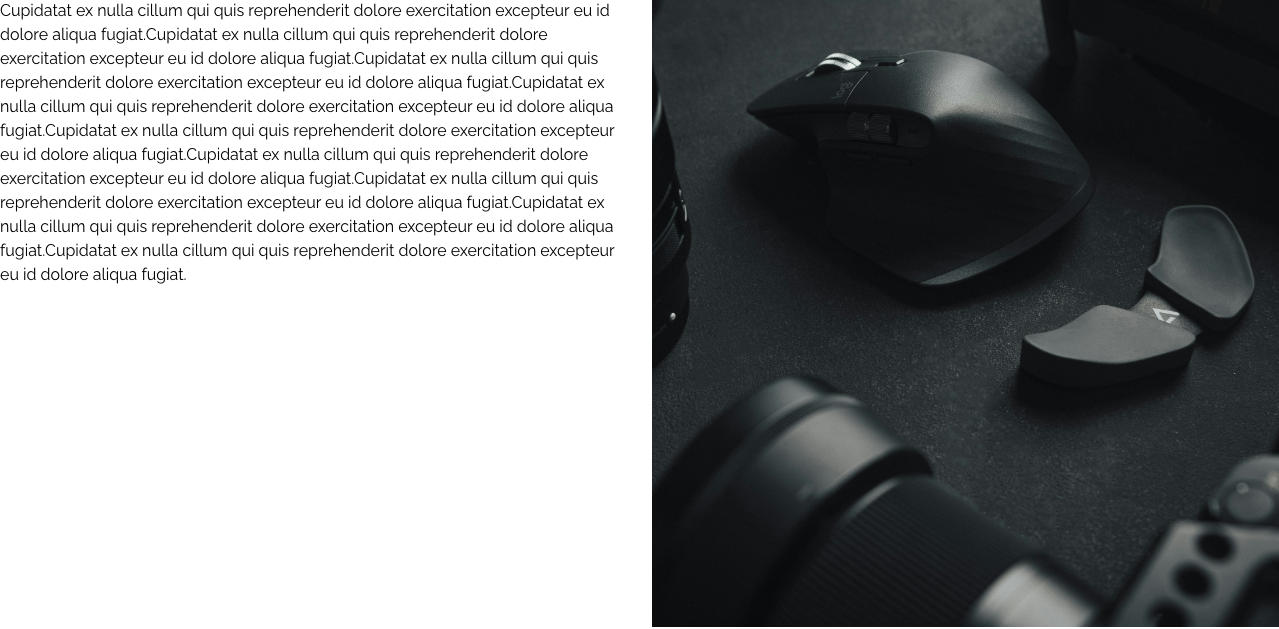 Cupidatat ex nulla cillum qui quis reprehenderit dolore exercitation excepteur eu id
dolore aliqua fugiat.Cupidatat ex nulla cillum qui quis reprehenderit dolore
exercitation excepteur eu id dolore aliqua fugiat.Cupidatat ex nulla cillum qui quis
reprehenderit dolore exercitation excepteur eu id dolore aliqua fugiat.Cupidatat ex
nulla cillum qui quis reprehenderit dolore exercitation excepteur eu id dolore aliqua
fugiat.Cupidatat ex nulla cillum qui quis reprehenderit dolore exercitation excepteur
eu id dolore aliqua fugiat.Cupidatat ex nulla cillum qui quis reprehenderit dolore
exercitation excepteur eu id dolore aliqua fugiat.Cupidatat ex nulla cillum qui quis
reprehenderit dolore exercitation excepteur eu id dolore aliqua fugiat.Cupidatat ex
nulla cillum qui quis reprehenderit dolore exercitation excepteur eu id dolore aliqua
fugiat.Cupidatat ex nulla cillum qui quis reprehenderit dolore exercitation excepteur
eu id dolore aliqua fugiat.